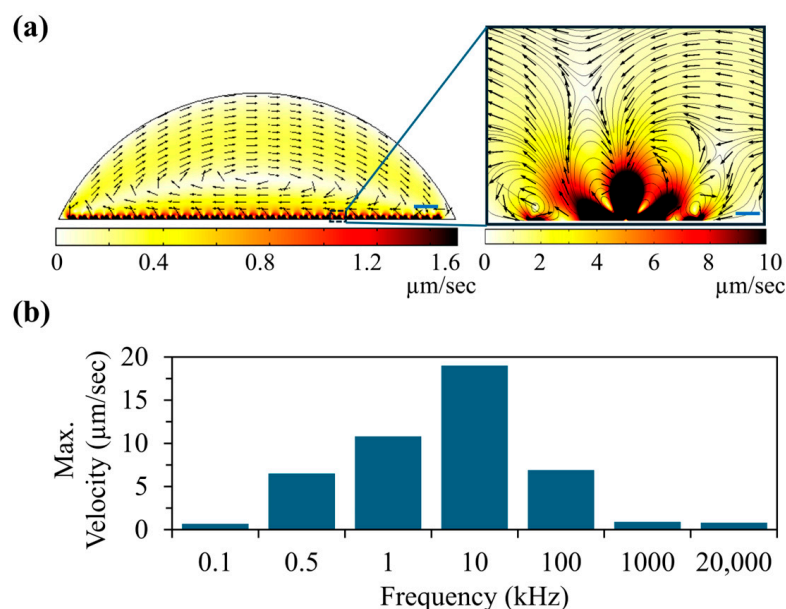 (a)
0 0.4 0.8 1.2 1.6
µm/sec
0 2 4 6 8 10
µm/sec
(b)
Max.
Velocity (µm/sec)
20
15
10
5
0
0.1 0.5 1 10 100 1000 20,000
Frequency (kHz)